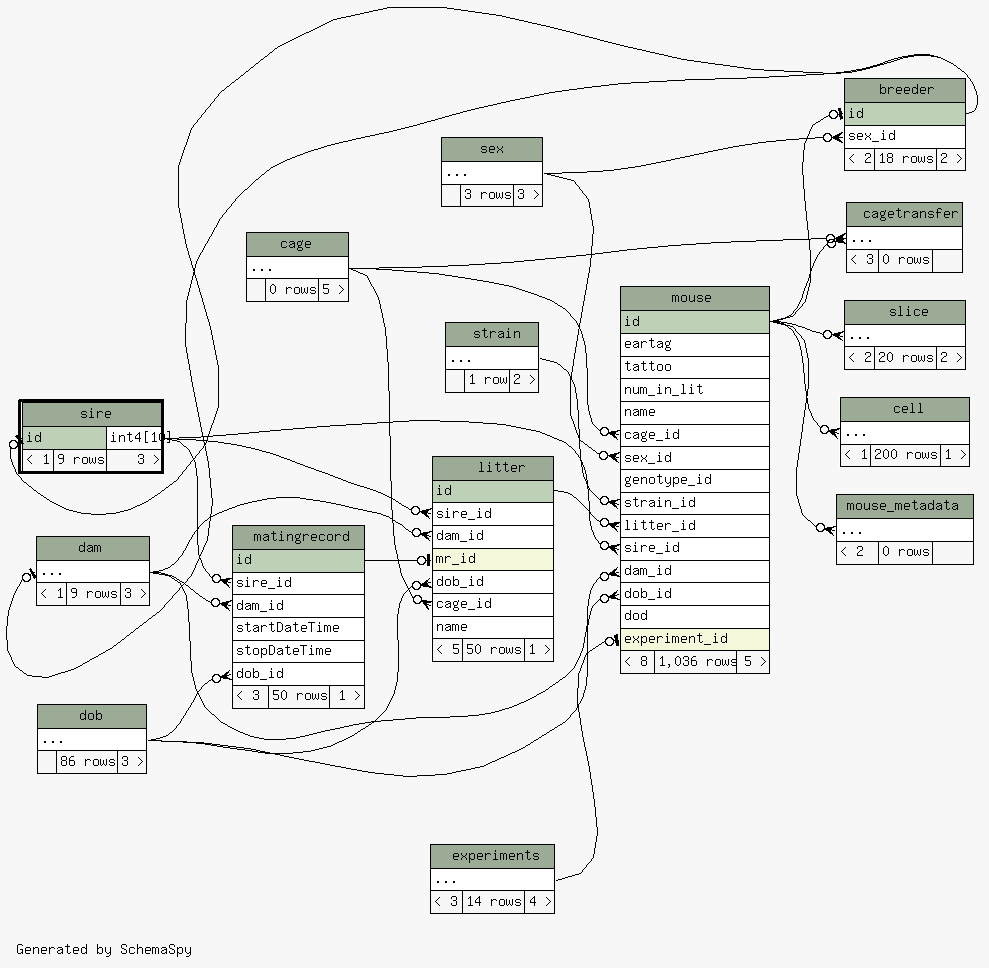 breeder
id
sex_id
< 2 18 rows 2 >
sex
...
3 rows 3 >
cagetransfer
...
< 3 0 rows
cage
...
0 rows 5 >
mouse
id
eartag
tattoo
num_in_lit
name
cage_id
sex_id
genotype_id
strain_id
litter_id
sire_id
dam_id
dob_id
dod
experiment_id
< 8 1,036 rows 5 >
slice
...
< 2 20 rows 2 >
strain
...
1 row 2 >
cell
...
< 1 200 rows 1 >
sire
id int4[10]
< 1 9 rows 3 >
litter
id
sire_id
dam_id
mr_id
dob_id
cage_id
name
< 5 50 rows 1 >
mouse_metadata
...
< 2 0 rows
matingrecord
id
sire_id
dam_id
startDateTime
stopDateTime
dob_id
< 3 50 rows 1 >
dam
...
< 1 9 rows 3 >
dob
...
86 rows 3 >
experiments
...
< 3 14 rows 4 >
Generated by SchemaSpy